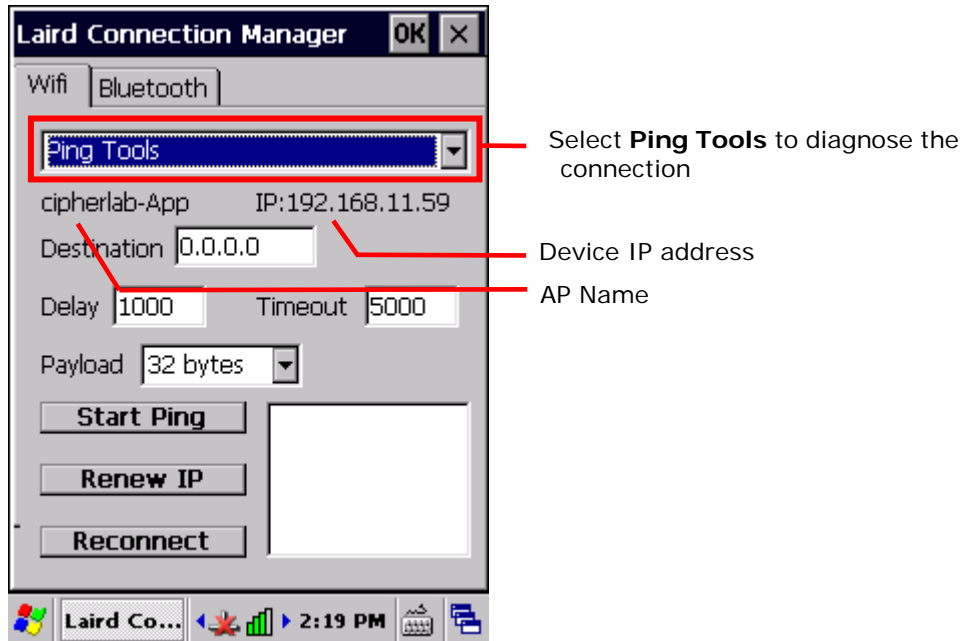 Laird Connection Manager OK ×
Wifi Bluetooth
Ping Tools
Select Ping Tools to diagnose the
connection
cipherlab-App IP:192.168.11.59
Destination 0.0.0.0
Device IP address
AP Name
Delay 1000 Timeout 5000
Payload 32 bytes
Start Ping
Renew IP
Reconnect
Laird Co... 2:19 PM